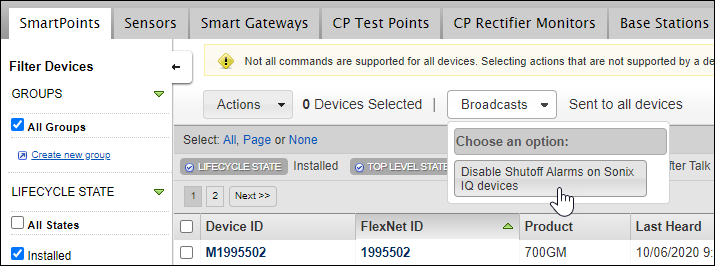 SmartPoints Sensors Smart Gateways CP Test Points CP Rectifier Monitors Base Stations
Filter Devices
GROUPS
All Groups
Create new group
LIFECYCLE STATE
All States
Installed
Not all commands are supported for all devices. Selecting actions that are not supported by a de
Actions 0 Devices Selected | Broadcasts Sent to all devices
Choose an option:
Disable Shutoff Alarms on Sonix
IQ devices
Select: All, Page or None
LIFECYCLE STATE Installed TOP LEVEL STATE fter Talk
1 2 Next >>
Device ID FlexNet ID Product Last Heard
M1995502 1995502 700GM 10/06/2020 9: